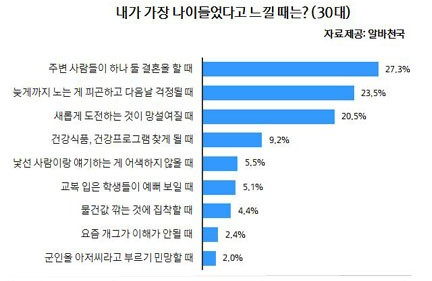 내가 가장 나이들었다고 느낄 때는? (30대)
자료 제공: 알바천국
주변 사람들이 하나 둘 결혼을 할 때 27,3%
늦게까지 노는 게 피곤하고 다음날 걱정될 때 23,5%
새롭게 도전하는 것이 망설여질 때 20,5%
건강식품, 건강프로그램 찾게 될 때 9,2%
낯선 사람이랑 얘기하는 게 어색하지 않을 때 5,5%
교복 입은 학생들이 예뻐 보일 때 5,1%
물건값 깎는 것에 집착할 때 4,4%
요즘 개그가 이해가 안될 때 2,4%
군인을 아저씨라고 부르기 민망할 때 2,0%